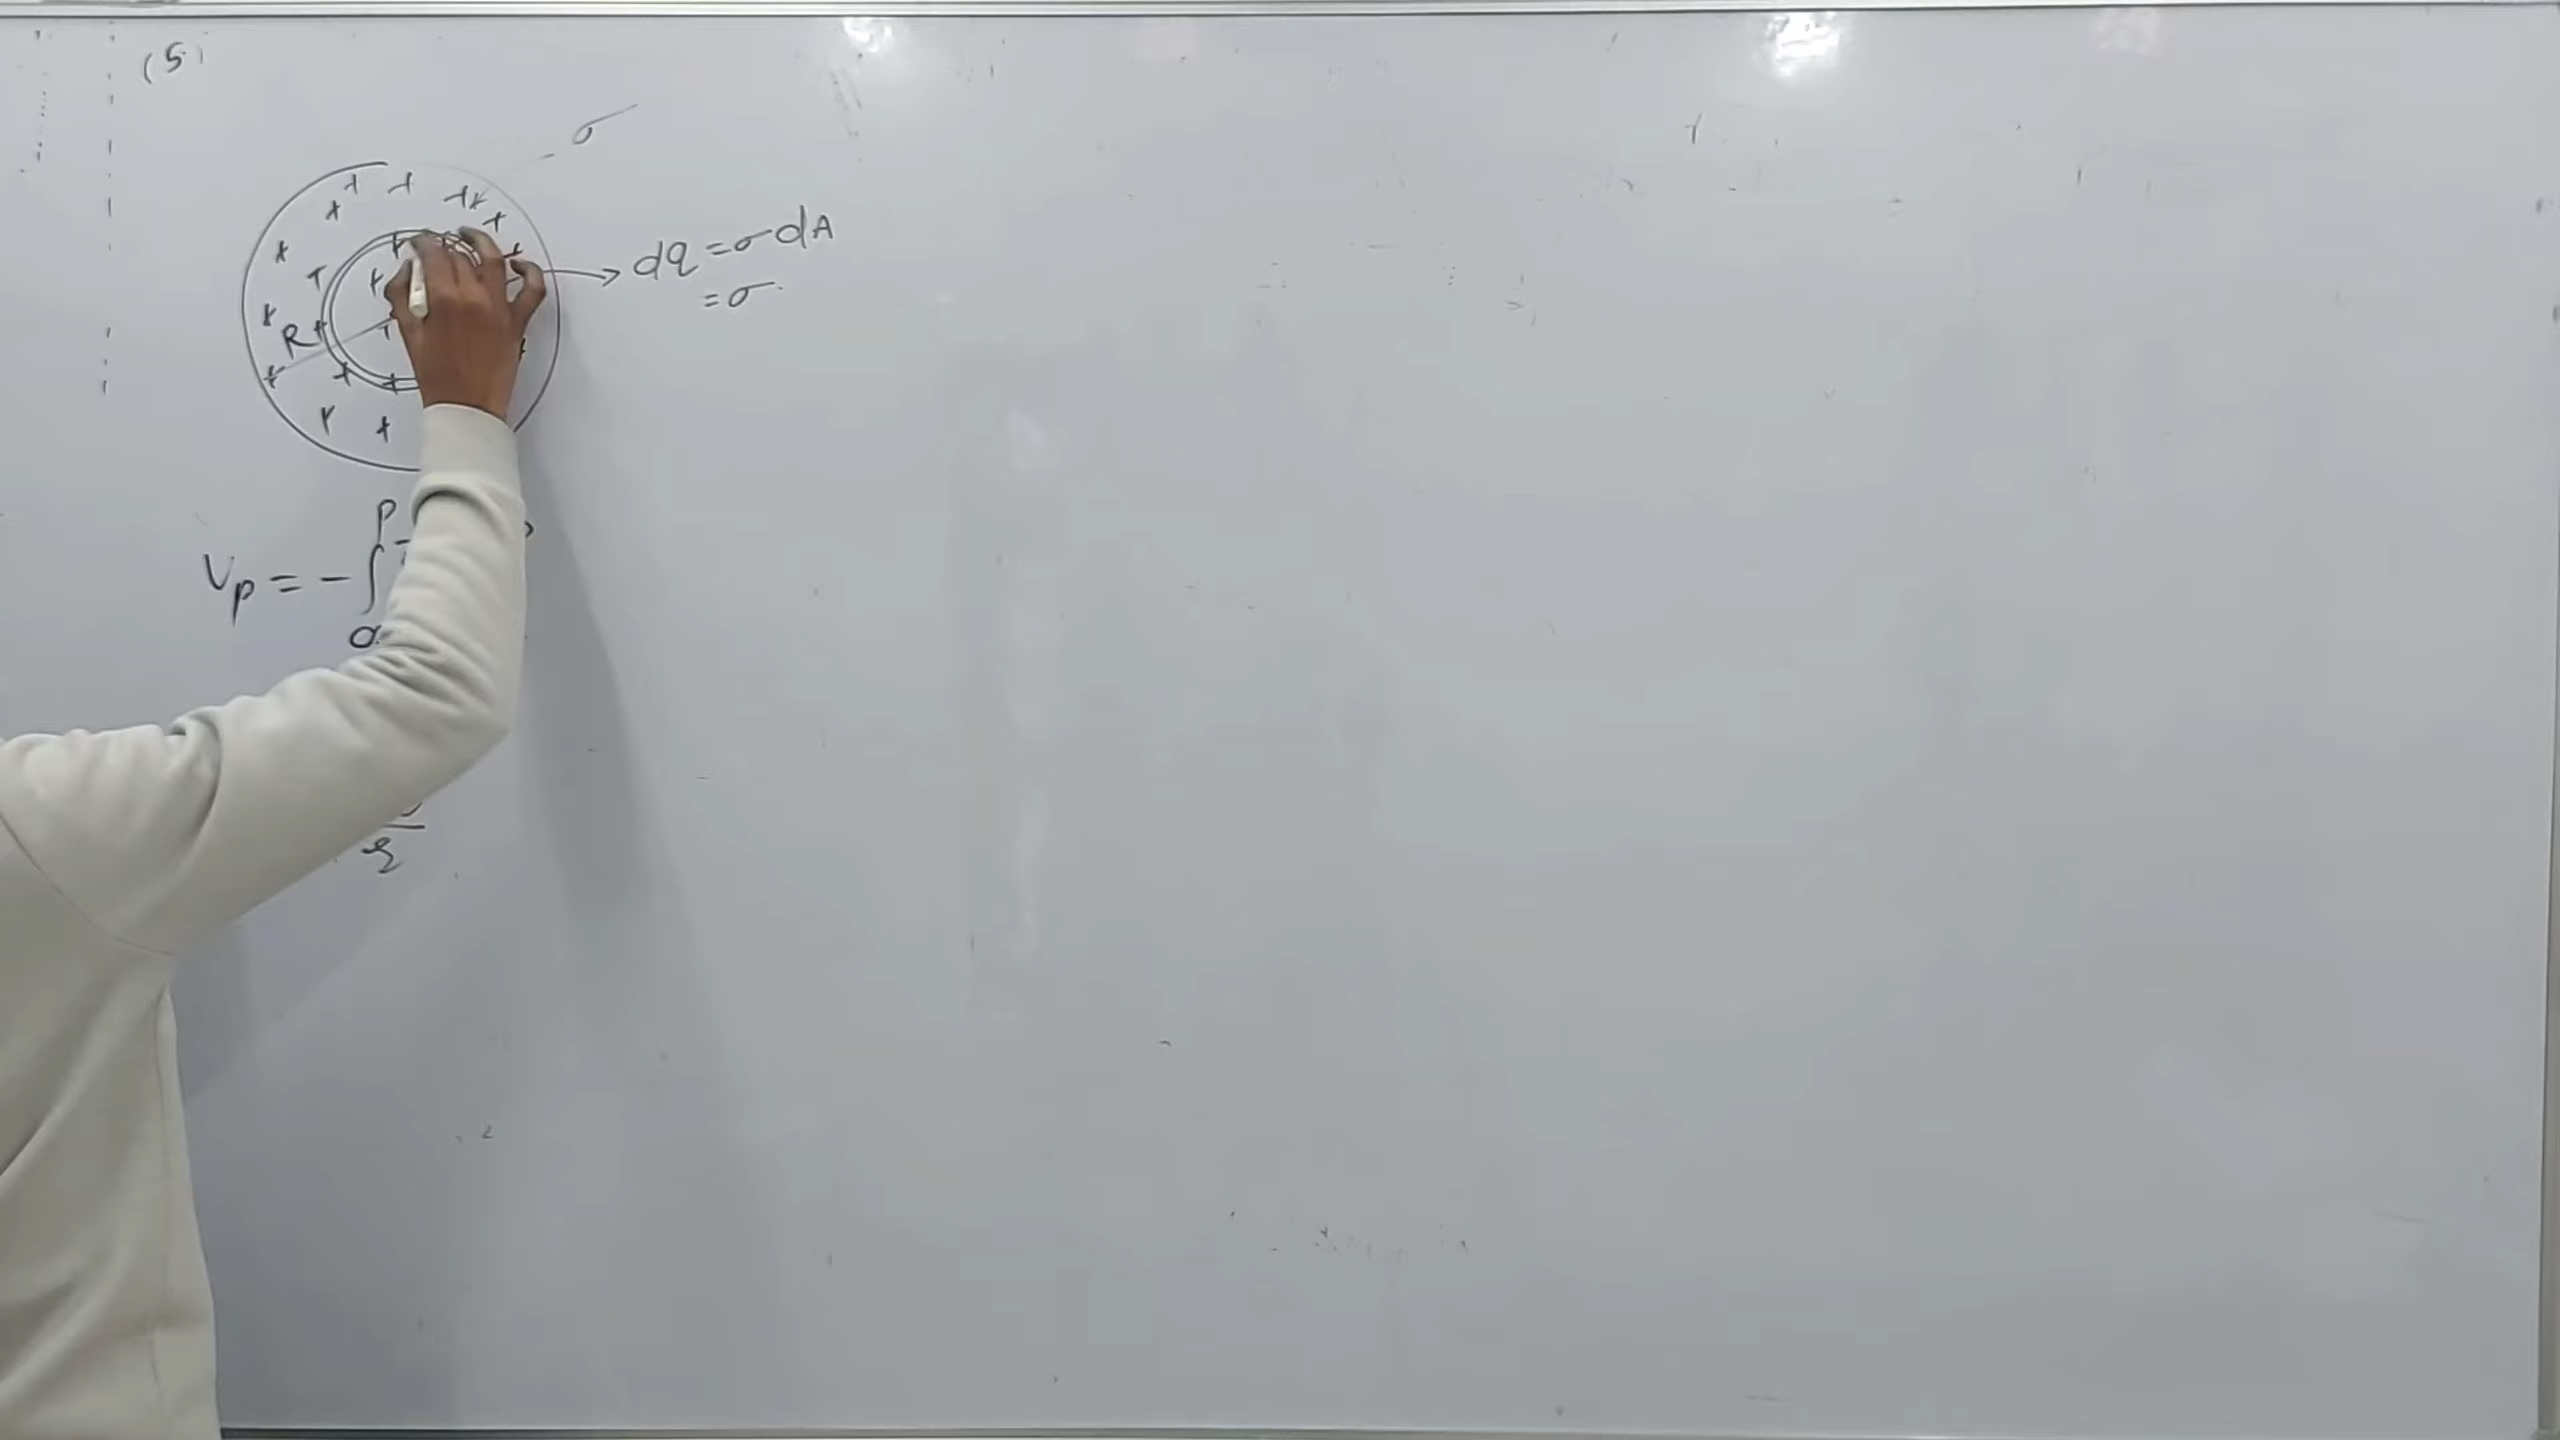 (5)
σ
dq = σ dA
= σ
R
P
Vp = - ∫